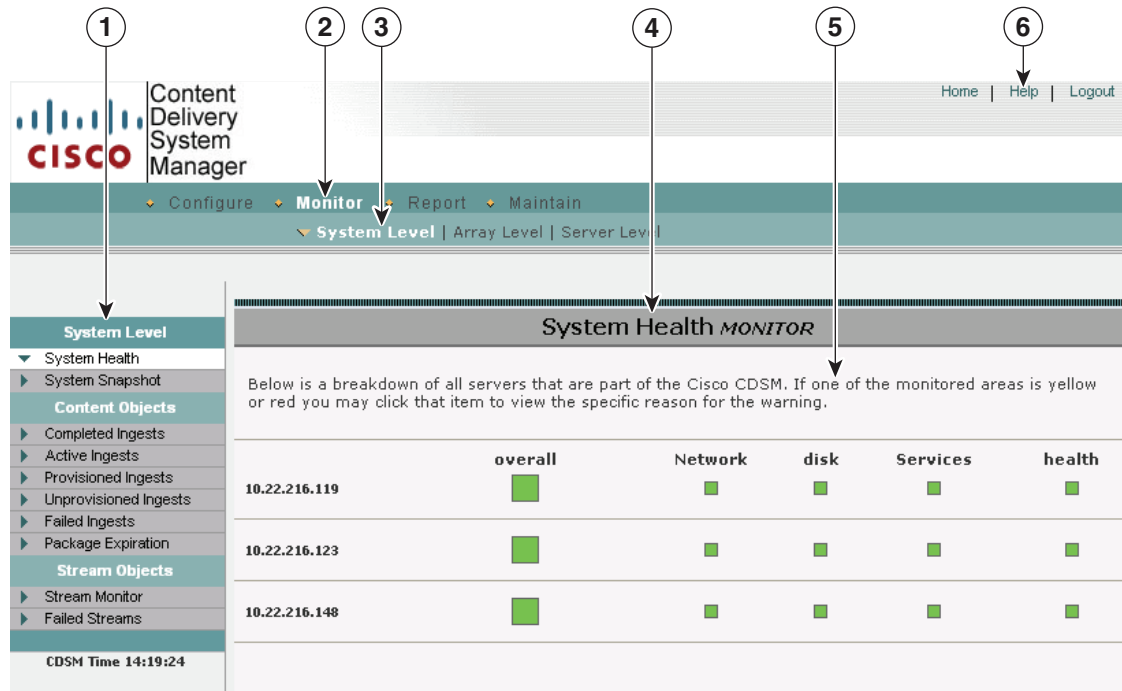 1 2 3 4 5 6
Content
Delivery
System
Manager
CISCO
Home | Help | Logout
Configure Monitor Report Maintain
System Level | Array Level | Server Level
System Level
System Health
System Snapshot
Content Objects
Completed Ingests
Active Ingests
Provisioned Ingests
Unprovisioned Ingests
Failed Ingests
Package Expiration
Stream Objects
Stream Monitor
Failed Streams
CDSM Time 14:19:24
System Health MONITOR
Below is a breakdown of all servers that are part of the Cisco CDSM. If one of the monitored areas is yellow
or red you may click that item to view the specific reason for the warning.
overall Network disk Services health
10.22.216.119
10.22.216.123
10.22.216.148